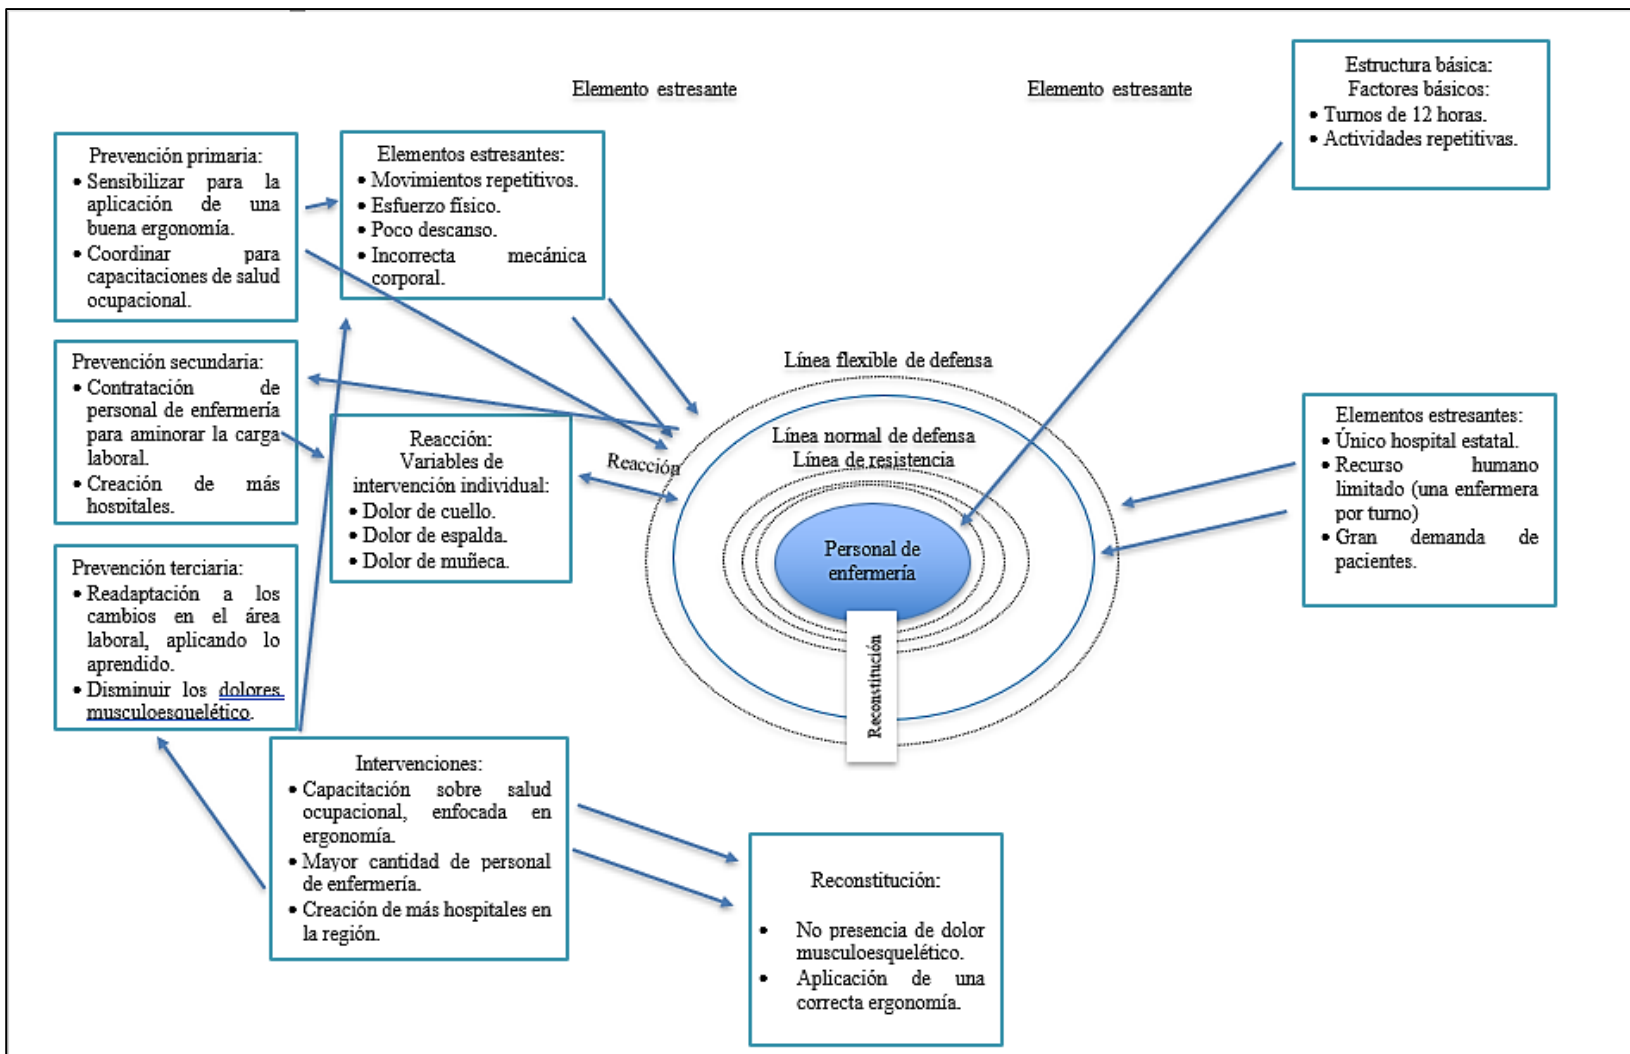 Elemento estresante
Elemento estresante
Estructura básica:
Factores básicos:
• Turnos de 12 horas.
• Actividades repetitivas.
Prevención primaria:
• Sensibilizar para la
aplicación de una
buena ergonomía.
• Coordinar para
capacitaciones de salud
ocupacional.
Elementos estresantes:
• Movimientos repetitivos.
• Esfuerzo físico.
• Poco descanso.
• Incorrecta mecánica
corporal.
Prevención secundaria:
• Contratación de
personal de enfermería
para aminorar la carga
laboral.
• Creación de más
hospitales.
Reacción:
Variables de
intervención individual:
• Dolor de cuello.
• Dolor de espalda.
• Dolor de muñeca.
Reacción
Línea flexible de defensa
Línea normal de defensa
Línea de resistencia
Personal de
enfermería
Reconstitución
Elementos estresantes:
• Único hospital estatal.
• Recurso humano
limitado (una enfermera
por turno)
• Gran demanda de
pacientes.
Prevención terciaria:
• Readaptación a los
cambios en el área
laboral, aplicando lo
aprendido.
• Disminuir los dolores
musculoesquelético.
Intervenciones:
• Capacitación sobre salud
ocupacional, enfocada en
ergonomía.
• Mayor cantidad de personal
de enfermería.
• Creación de más hospitales en
la región.
Reconstitución:
• No presencia de dolor
musculoesquelético.
• Aplicación de una
correcta ergonomía.